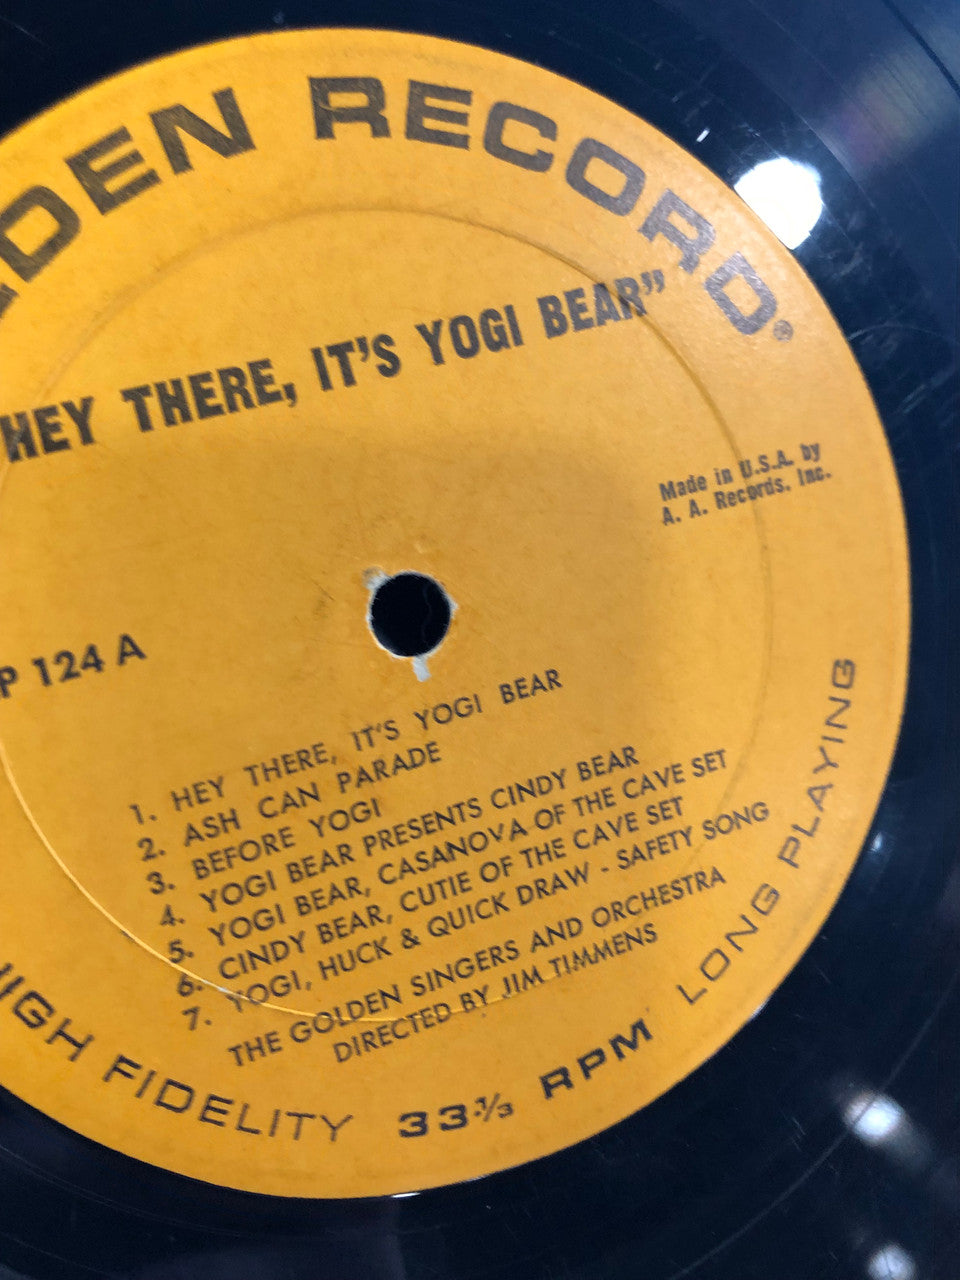 LDEN RECORD®
HEY THERE, IT'S YOGI BEAR"
Made in U.S.A. by
A. A. Records. Inc.
P 124 A
1. HEY THERE, IT'S YOGI BEAR
2. ASH CAN PARADE
3. BEFORE YOGI
4. YOGI BEAR PRESENTS CINDY BEAR
5. YOGI BEAR, CASANOVA OF THE CAVE SET
6. CINDY BEAR, CUTIE OF THE CAVE SET
7. YOGI, HUCK & QUICK DRAW - SAFETY SONG
THE GOLDEN SINGERS AND ORCHESTRA
DIRECTED BY JIM TIMMENS
HIGH FIDELITY 33⅓ RPM LONG PLAYING